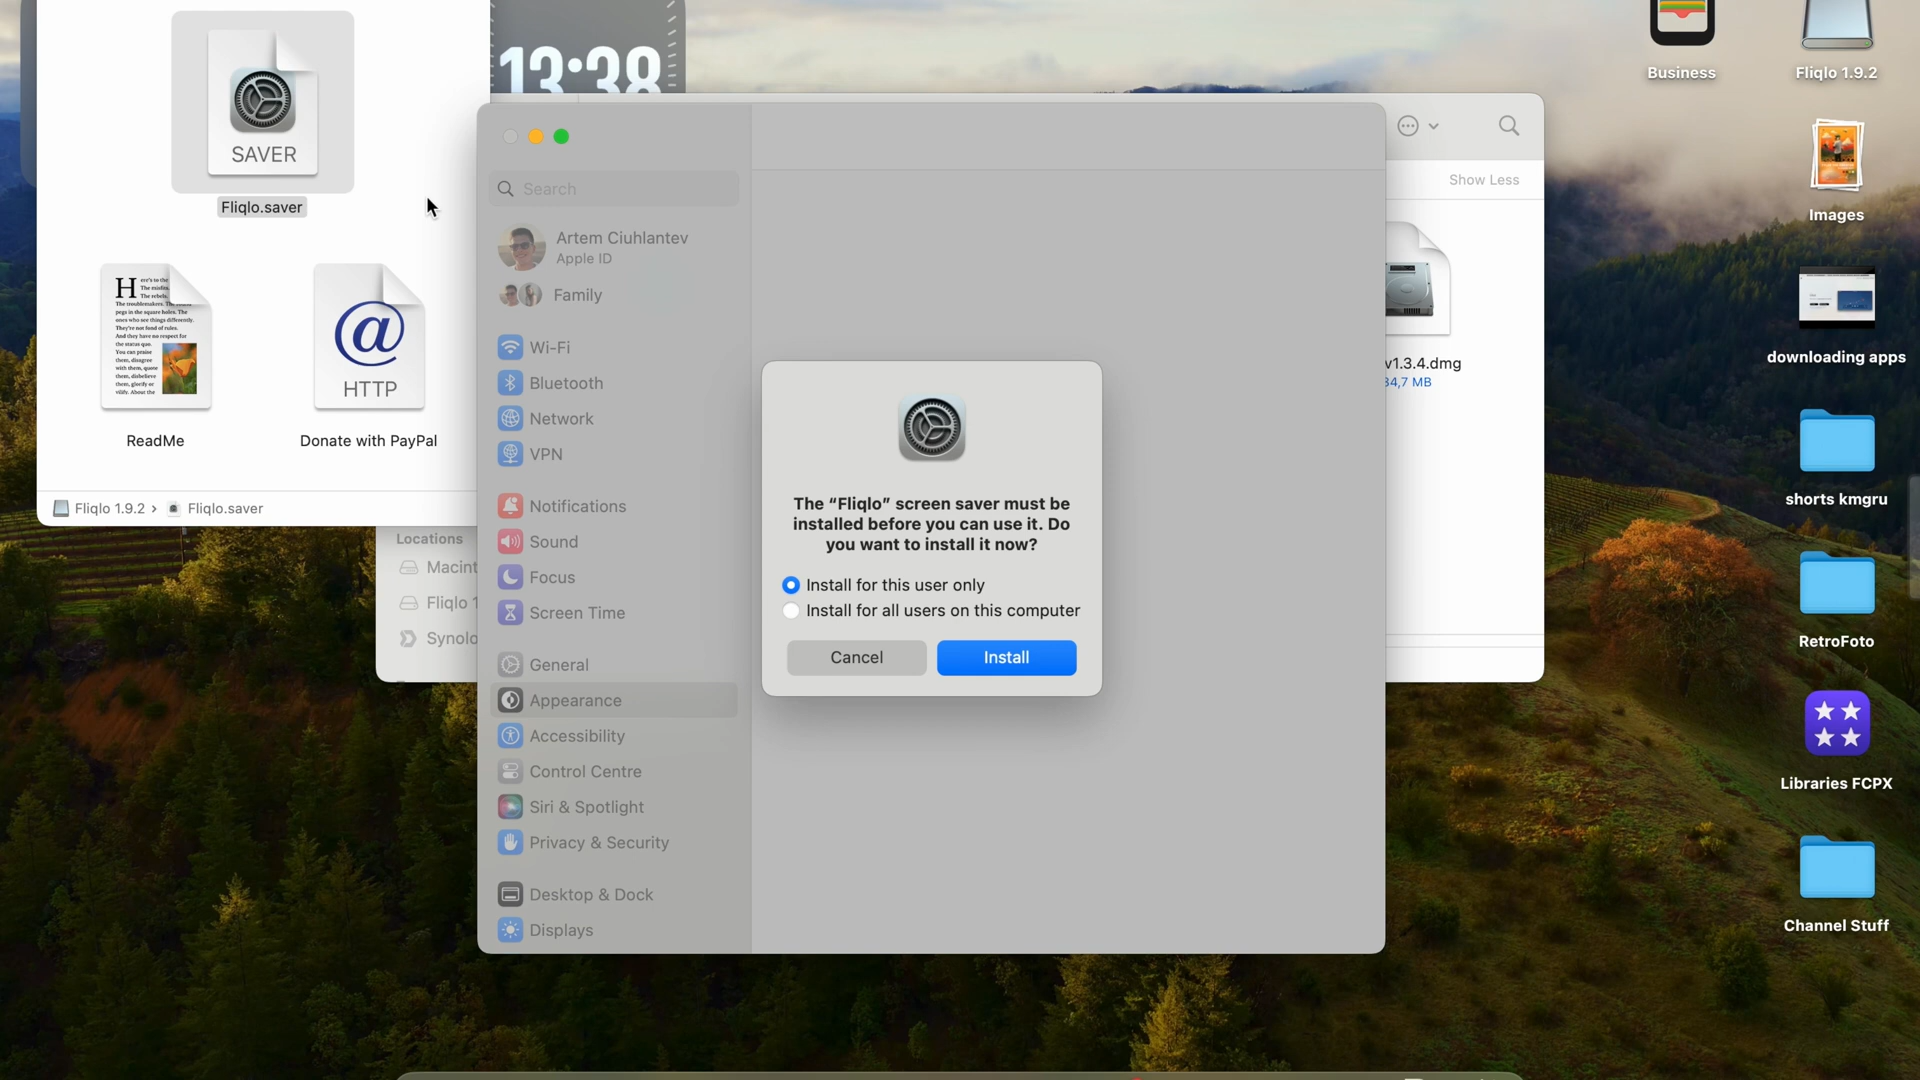 SAVER
Fliqlo.saver
ReadMe
HTTP
Donate with PayPal
Fliqlo 1.9.2 › Fliqlo.saver
13:38
Locations
Macint
Fliqlo 1
Synolo
Search
Artem Ciuhlantev
Apple ID
Family
Wi-Fi
Bluetooth
Network
VPN
Notifications
Sound
Focus
Screen Time
General
Appearance
Accessibility
Control Centre
Siri & Spotlight
Privacy & Security
Desktop & Dock
Displays
The “Fliqlo” screen saver must be
installed before you can use it. Do
you want to install it now?
Install for this user only
Install for all users on this computer
Cancel
Install
Show Less
v1.3.4.dmg
34,7 MB
Business
Fliqlo 1.9.2
Images
downloading apps
shorts kmgru
RetroFoto
Libraries FCPX
Channel Stuff